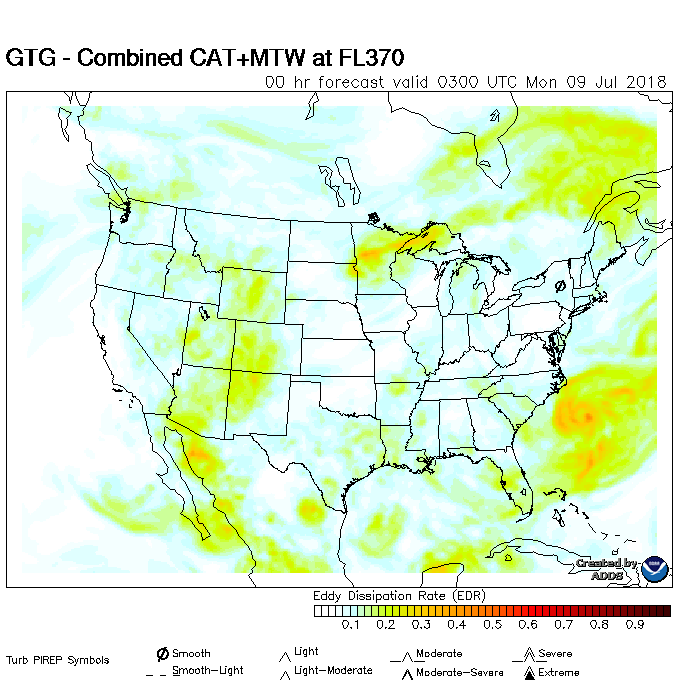 GTG - Combined CAT+MTW at FL370
00 hr forecast valid 0300 UTC Mon 09 Jul 2018
Created by
ADDS
Eddy Dissipation Rate (EDR)
0.1 0.2 0.3 0.4 0.5 0.6 0.7 0.8 0.9
Turb PIREP Symbols
Smooth Light Moderate Severe
Smooth-Light Light-Moderate Moderate-Severe Extreme